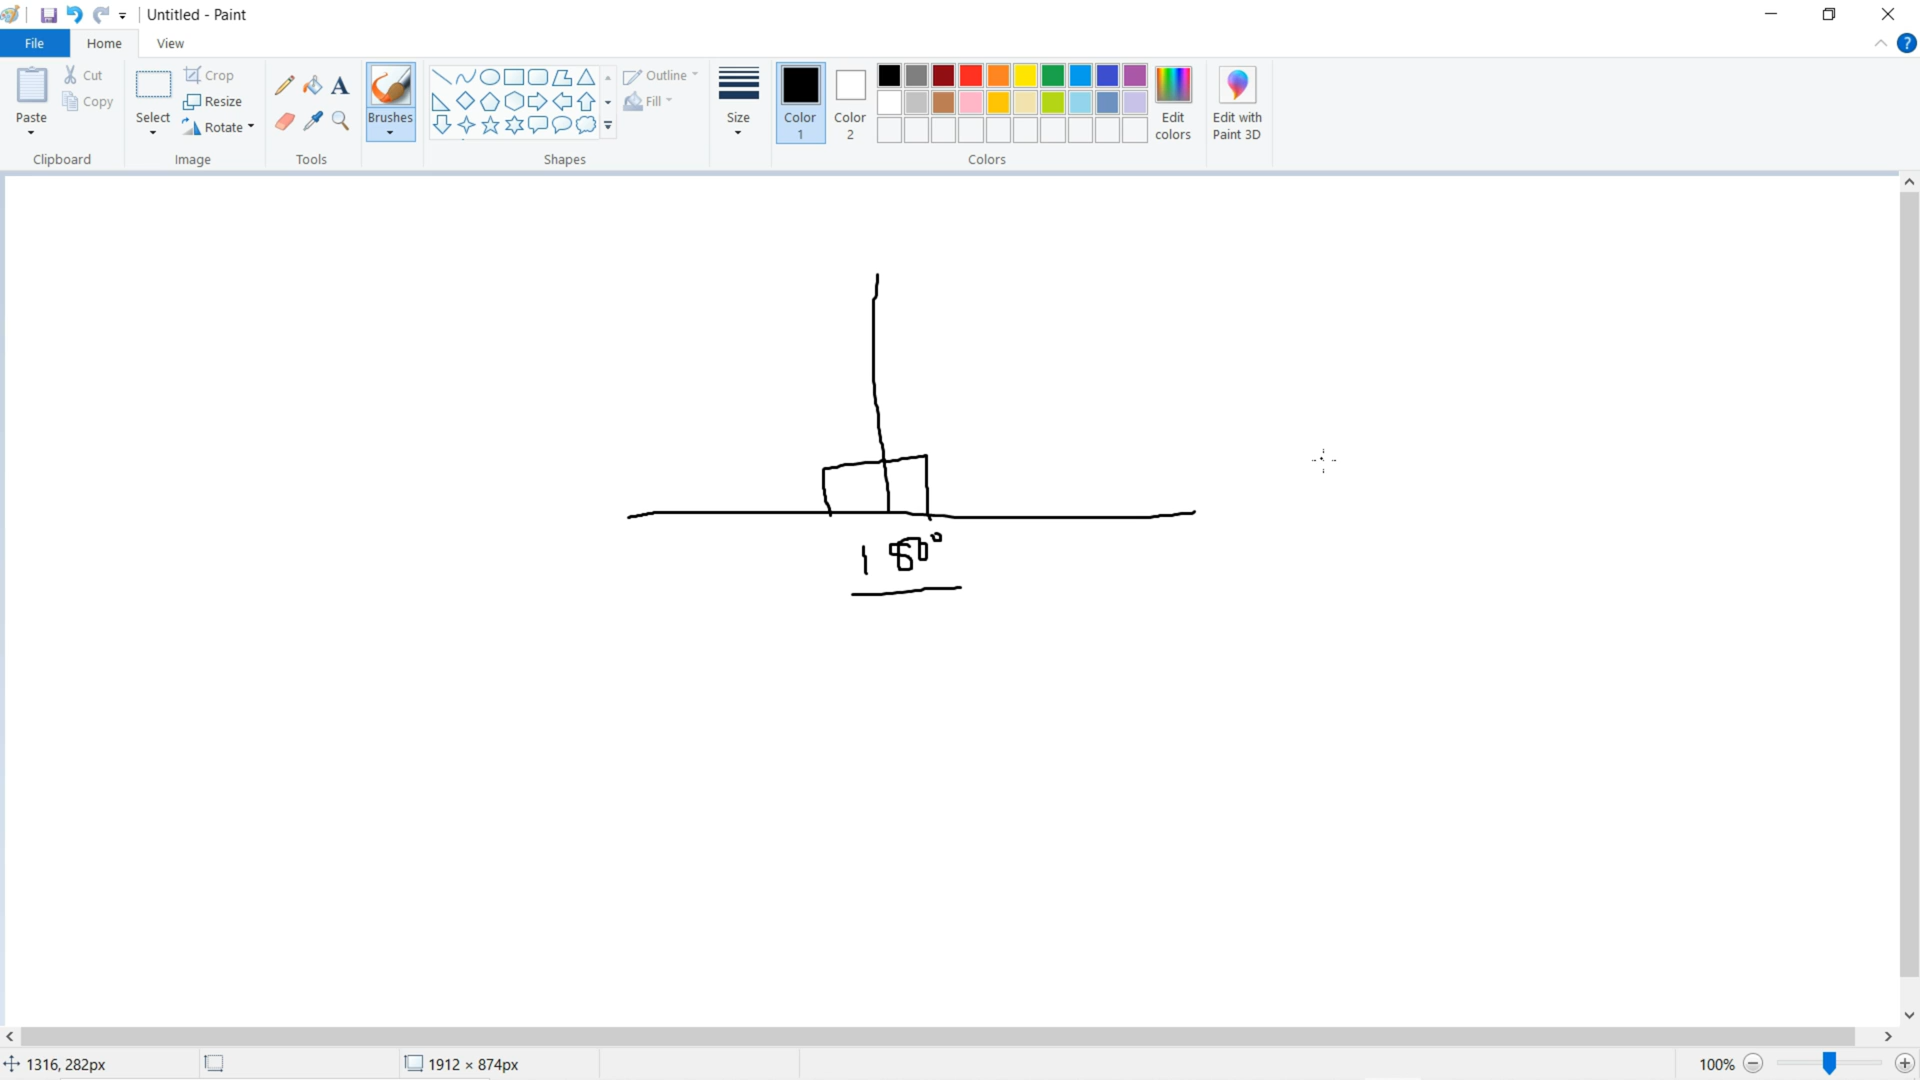 Untitled - Paint
File Home View
Paste
Cut
Copy
Clipboard
Select
Crop
Resize
Rotate
Image
A
Tools
Brushes
Outline
Fill
Shapes
Size
Color 1
Color 2
Edit colors
Colors
Edit with Paint 3D
?
180°
1316, 282px
1912 × 874px
100%